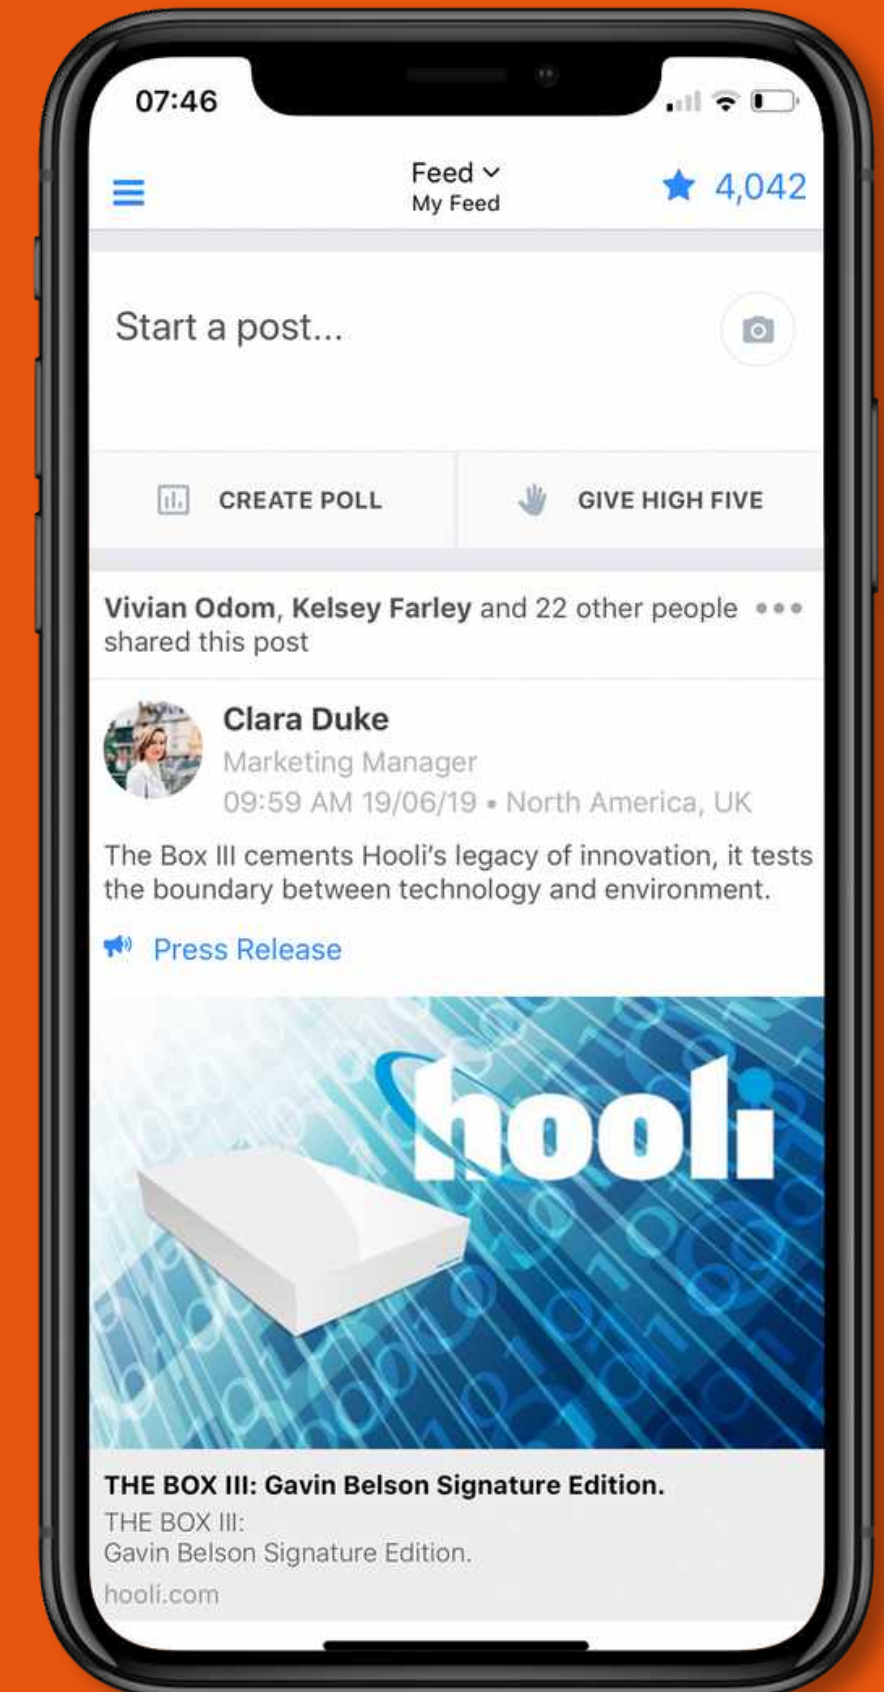 07:46
Feed
My Feed
4,042
Start a post...
CREATE POLL
GIVE HIGH FIVE
Vivian Odom, Kelsey Farley and 22 other people
shared this post
Clara Duke
Marketing Manager
09:59 AM 19/06/19 • North America, UK
The Box III cements Hooli's legacy of innovation, it tests
the boundary between technology and environment.
Press Release
hooli
THE BOX III: Gavin Belson Signature Edition.
THE BOX III:
Gavin Belson Signature Edition.
hooli.com